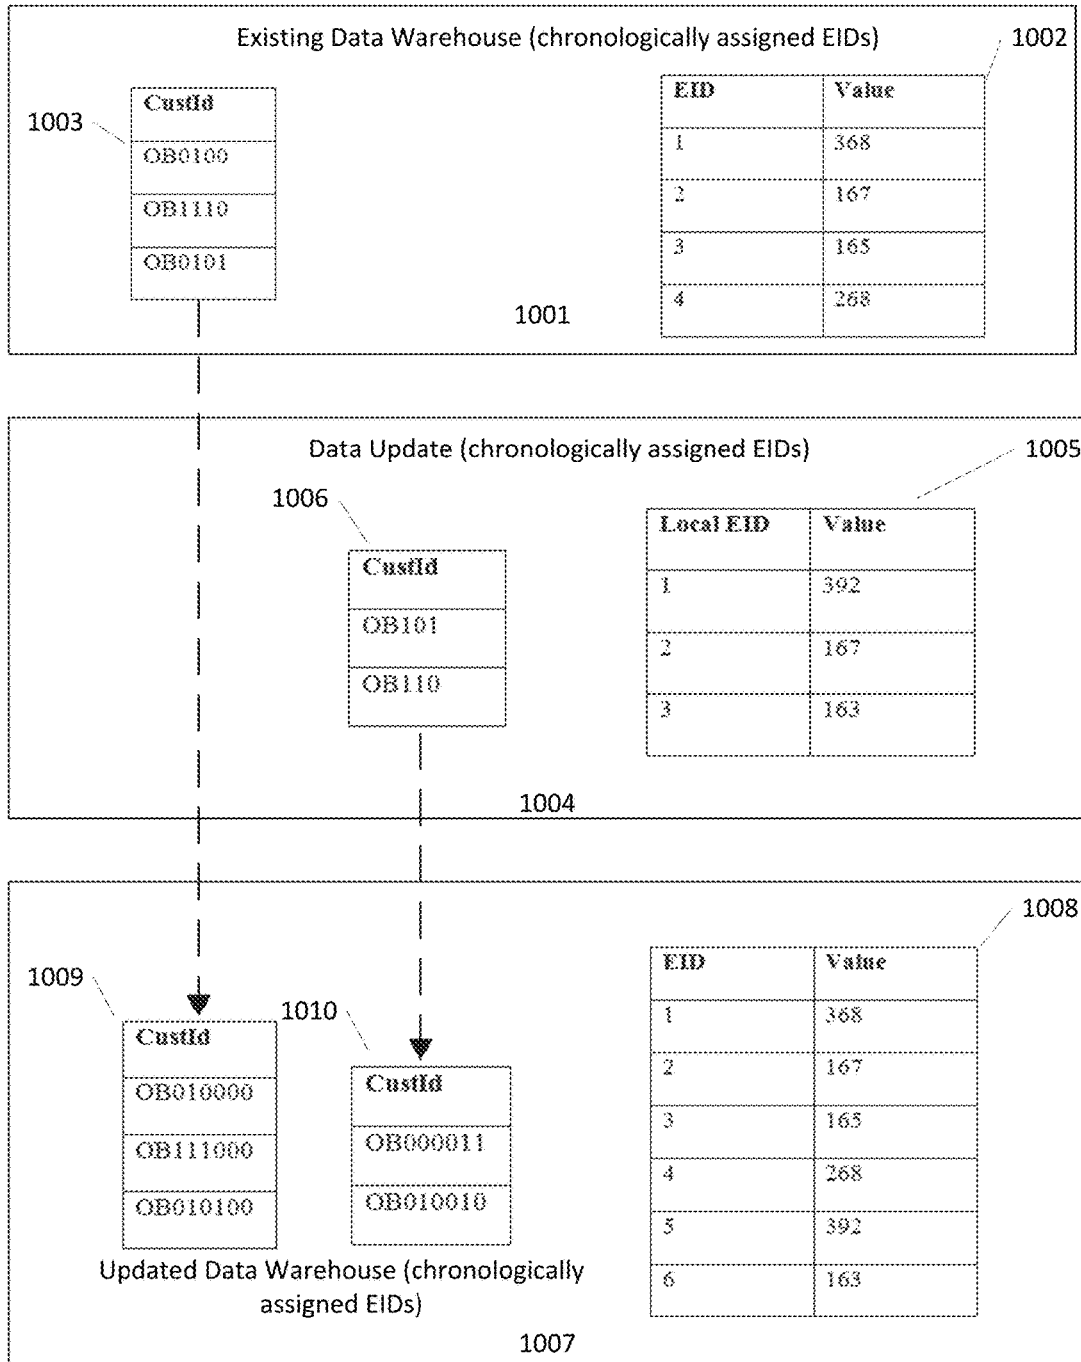 Existing Data Warehouse (chronologically assigned EIDs)
1002
1003
CustId
OB0100
OB1110
OB0101
EID Value
1 368
2 167
3 165
4 268
1001
Data Update (chronologically assigned EIDs)
1005
1006
CustId
OB101
OB110
Local EID Value
1 392
2 167
3 163
1004
1008
1009
CustId
OB010000
OB111000
OB010100
1010
CustId
OB000011
OB010010
EID Value
1 368
2 167
3 165
4 268
5 392
6 163
Updated Data Warehouse (chronologically
assigned EIDs)
1007